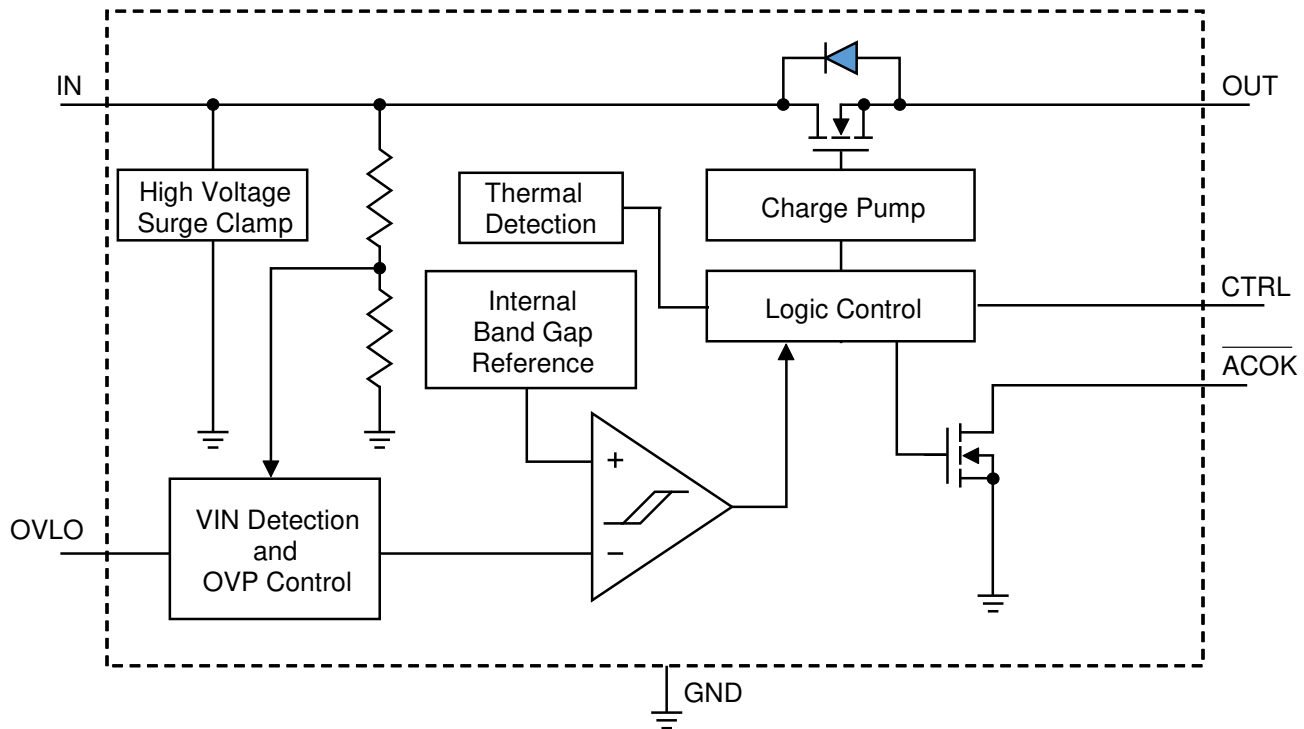 IN
OUT
High Voltage
Surge Clamp
Thermal
Detection
Charge Pump
Internal
Band Gap
Reference
Logic Control
CTRL
ACOK
+
OVLO
VIN Detection
and
OVP Control
−
GND